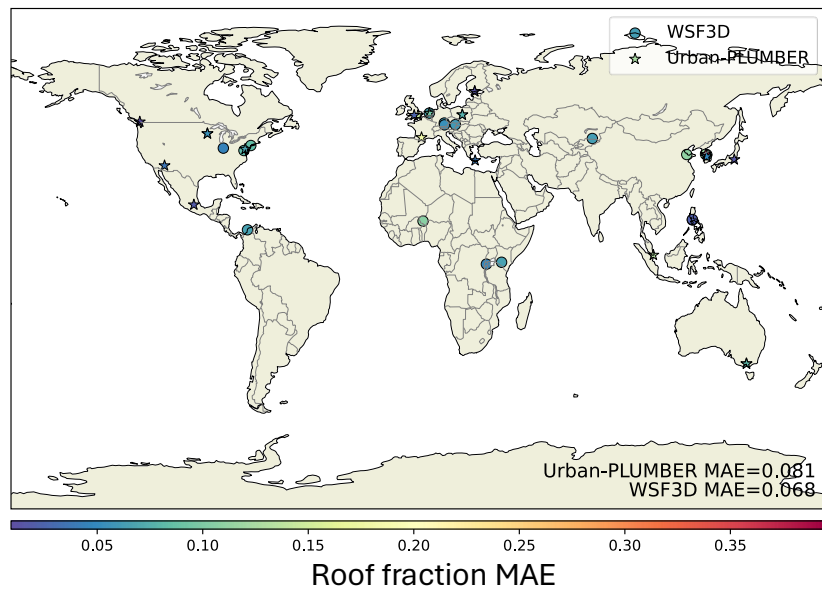 WSF3D
Urban-PLUMBER
Urban-PLUMBER MAE=0.081
WSF3D MAE=0.068
0.05 0.10 0.15 0.20 0.25 0.30 0.35
Roof fraction MAE